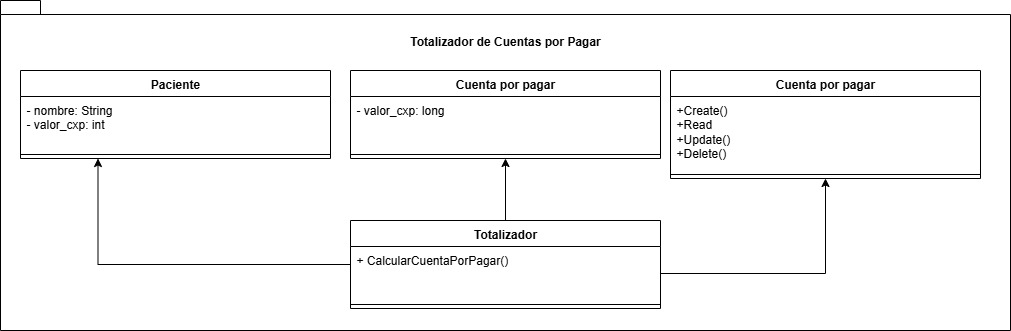 Totalizador de Cuentas por Pagar
Paciente
- nombre: String
- valor_cxp: int
Cuenta por pagar
- valor_cxp: long
Cuenta por pagar
+Create()
+Read
+Update()
+Delete()
Totalizador
+ CalcularCuentaPorPagar()